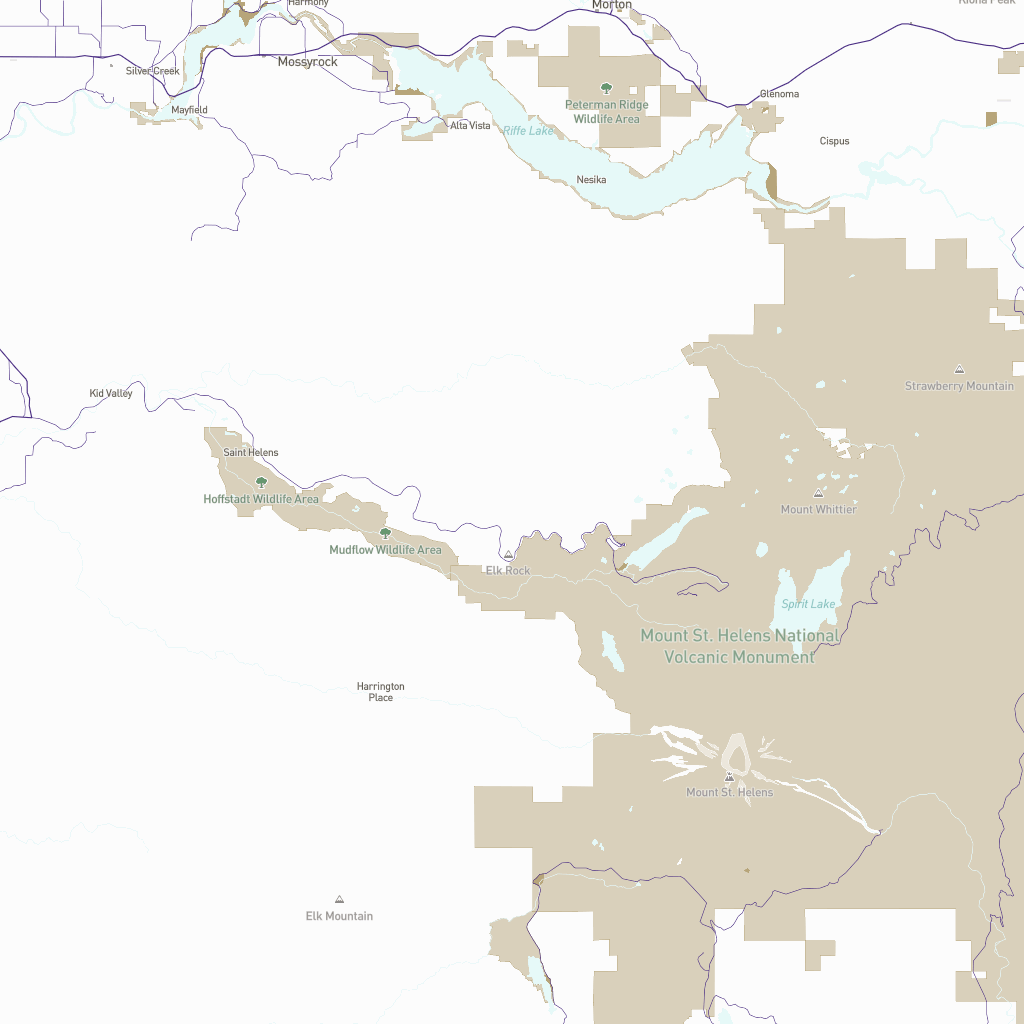 Harmony
Morton
Kiona Peak
Mossyrock
Silver Creek
Glenoma
Mayfield
Peterman Ridge
Wildlife Area
Alta Vista
Riffe Lake
Cispus
Nesika
Strawberry Mountain
Kid Valley
Saint Helens
Hoffstadt Wildlife Area
Mount Whittier
Mudflow Wildlife Area
Elk Rock
Spirit Lake
Mount St. Helens National
Volcanic Monument
Harrington
Place
Mount St. Helens
Elk Mountain